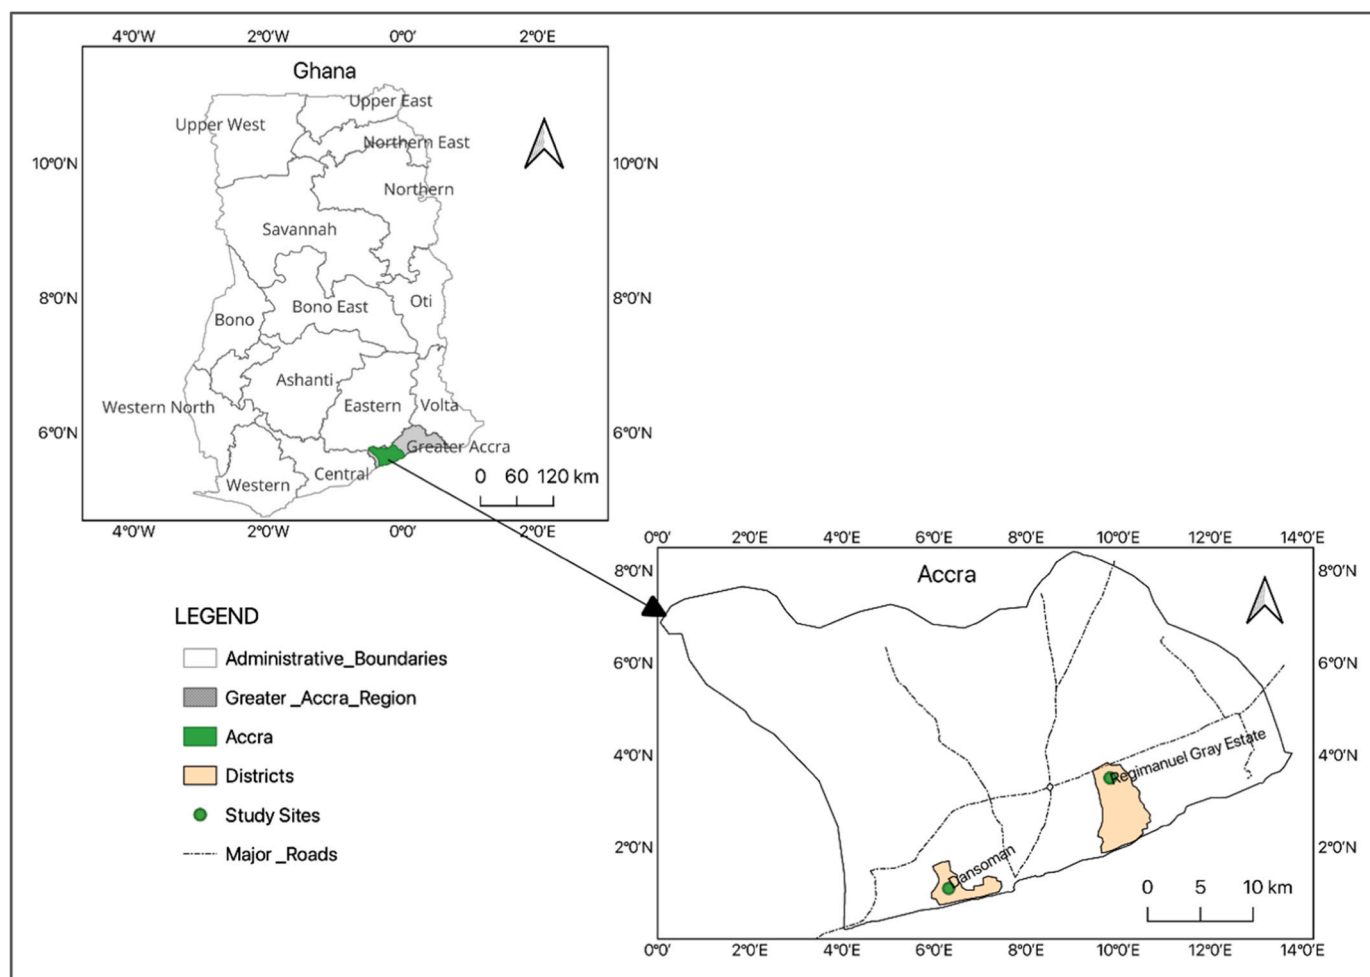 4°0'W 2°0'W 0°0' 2°0'E
Ghana
Upper East
Upper West
Northern East
10°0'N 10°0'N
Northern
Savannah
8°0'N 8°0'N
Oti
Bono East
Bono
Ashanti
Eastern Volta
Western North
6°0'N 6°0'N
Greater Accra
Central
0 60 120 km
Western
4°0'W 2°0'W 0°0' 2°0'E
0°0' 2°0'E 4°0'E 6°0'E 8°0'E 10°0'E 12°0'E 14°0'E
8°0'N 8°0'N
Accra
LEGEND
Administrative_Boundaries
Greater _Accra_Region
Accra
Districts
Study Sites
Major _Roads
6°0'N 6°0'N
4°0'N 4°0'N
Regimanuel Gray Estate
2°0'N 2°0'N
Dansoman
0 5 10 km
0°0' 2°0'E 4°0'E 6°0'E 8°0'E 10°0'E 12°0'E 14°0'E